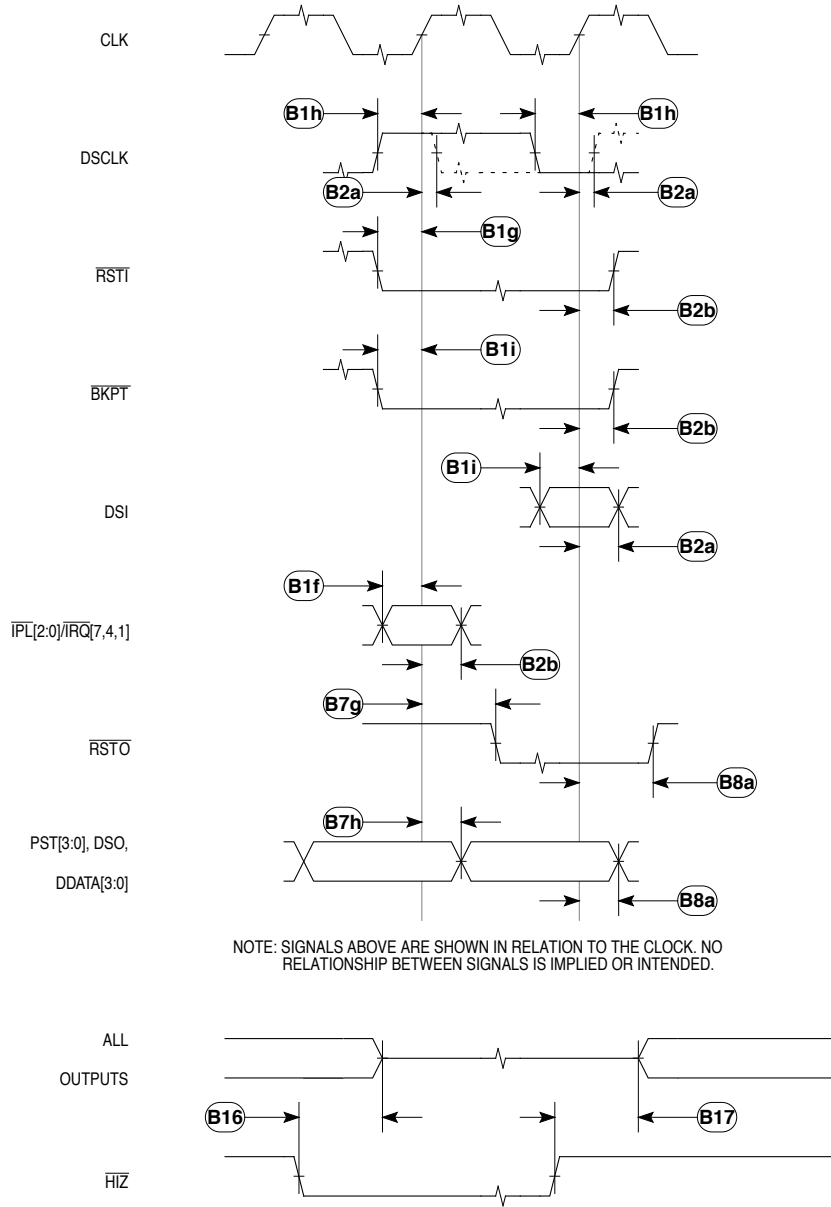 CLK
B1h
B1h
DSCLK
B2a
B2a
B1g
RSTI
B2b
B1i
BKPT
B2b
B1i
DSI
B2a
B1f
IPL[2:0]/IRQ[7,4,1]
B2b
B7g
RSTO
B8a
B7h
PST[3:0], DSO,
DDATA[3:0]
B8a
NOTE: SIGNALS ABOVE ARE SHOWN IN RELATION TO THE CLOCK. NO
RELATIONSHIP BETWEEN SIGNALS IS IMPLIED OR INTENDED.
ALL
OUTPUTS
B16
B17
HIZ